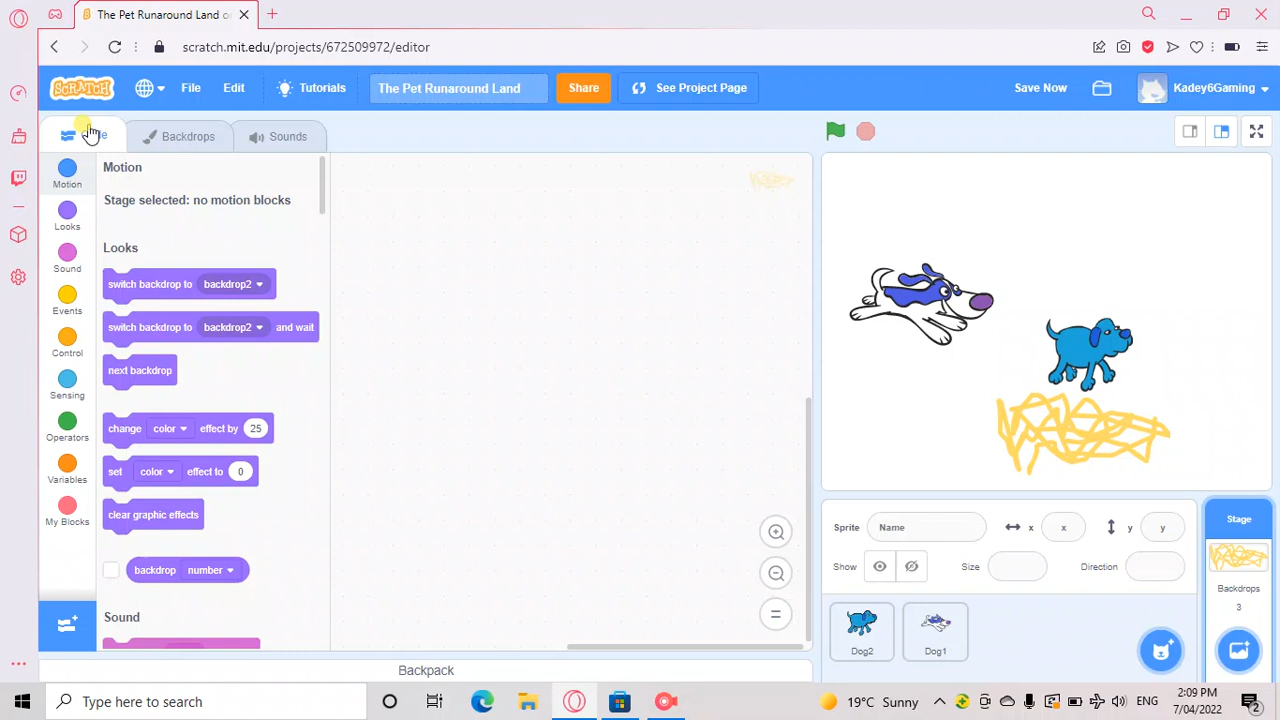 The Pet Runaround Land o
scratch.mit.edu/projects/672509972/editor
SCRATCH
File
Edit
Tutorials
The Pet Runaround Land
Share
See Project Page
Save Now
Kadey6Gaming
Backdrops
Sounds
Motion
Looks
Sound
Events
Control
Sensing
Operators
Variables
My Blocks
Motion
Stage selected: no motion blocks
Looks
switch backdrop to backdrop2
switch backdrop to backdrop2 and wait
next backdrop
change color effect by 25
set color effect to 0
clear graphic effects
backdrop number
Sound
Backpack
Sprite Name x x y y
Show Size Direction
Dog2
Dog1
Stage
Backdrops
3
Type here to search
19°C Sunny
ENG
2:09 PM
7/04/2022
2